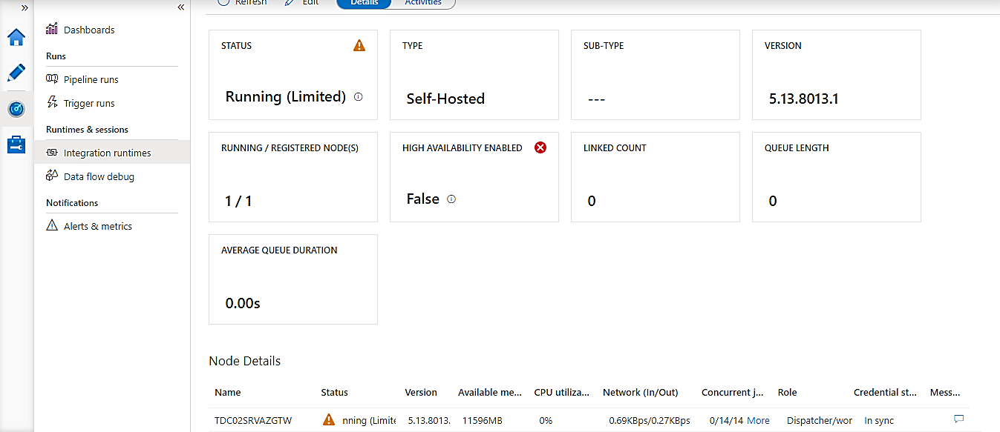 Refresh Edit Details Activities
Dashboards
Runs
Pipeline runs
Trigger runs
Runtimes & sessions
Integration runtimes
Data flow debug
Notifications
Alerts & metrics
STATUS
Running (Limited)
TYPE
Self-Hosted
SUB-TYPE
---
VERSION
5.13.8013.1
RUNNING / REGISTERED NODE(S)
1 / 1
HIGH AVAILABILITY ENABLED
False
LINKED COUNT
0
QUEUE LENGTH
0
AVERAGE QUEUE DURATION
0.00s
Node Details
Name Status Version Available me... CPU utiliza... Network (In/Out) Concurrent j... Role Credential st... Mess...
TDC02SRVAZGTW nning (Limite 5.13.8013. 11596MB 0% 0.69KBps/0.27KBps 0/14/14 More Dispatcher/wor In sync